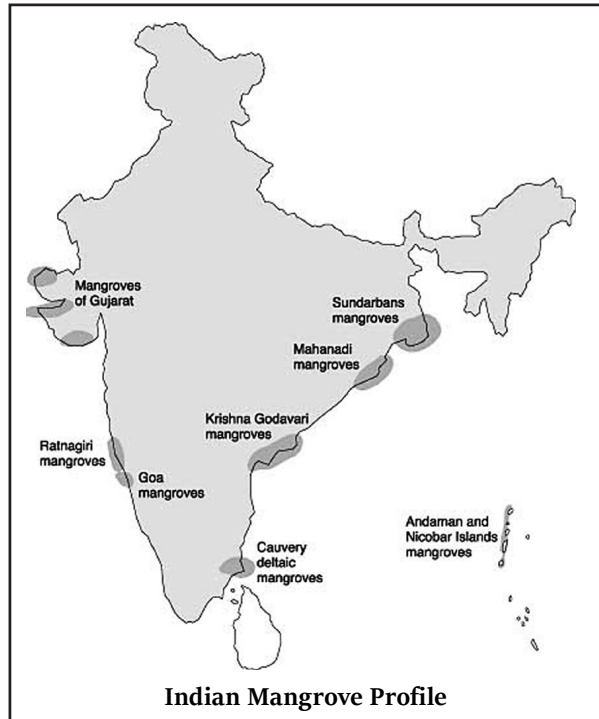 Mangroves
of Gujarat
Sundarbans
mangroves
Mahanadi
mangroves
Krishna Godavari
mangroves
Ratnagiri
mangroves
Goa
mangroves
Andaman and
Nicobar Islands
mangroves
Cauvery
deltaic
mangroves
Indian Mangrove Profile